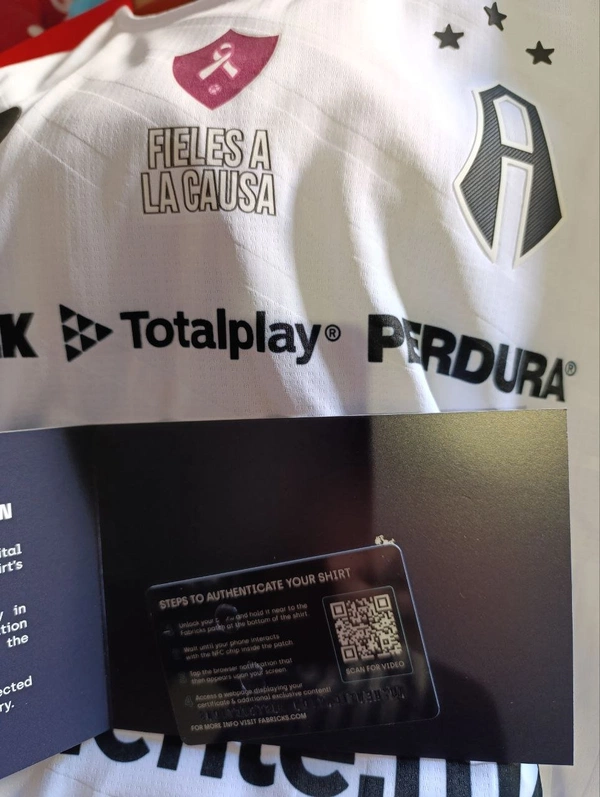 FIELES A
LA CAUSA
K Totalplay® PERDURA®
STEPS TO AUTHENTICATE YOUR SHIRT
Unlock your and hold it near to the
Fabricks patch at the bottom of the shirt.
Wait until your phone interacts
with the NFC chip inside the patch.
Tap the browser notification that
then appears upon your screen.
Access a webpage displaying your
certificate & additional exclusive content!
SCAN FOR VIDEO
FOR MORE INFO VISIT FABRICKS.COM